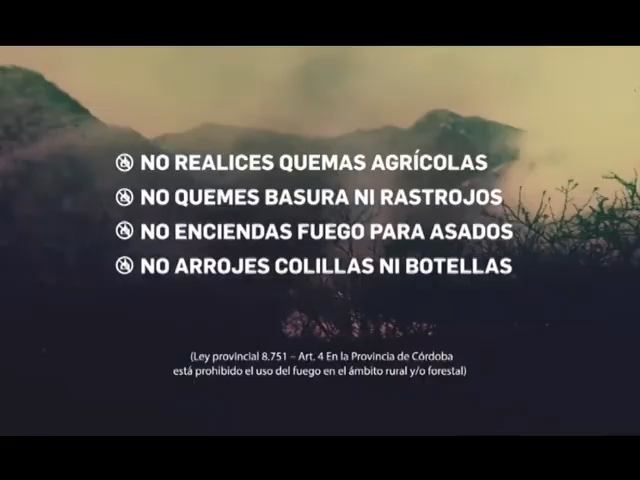 NO REALICES QUEMAS AGRÍCOLAS
NO QUEMES BASURA NI RASTROJOS
NO ENCIENDAS FUEGO PARA ASADOS
NO ARROJES COLILLAS NI BOTELLAS
(Ley provincial 8.751 – Art. 4 En la Provincia de Córdoba
está prohibido el uso del fuego en el ámbito rural y/o forestal)